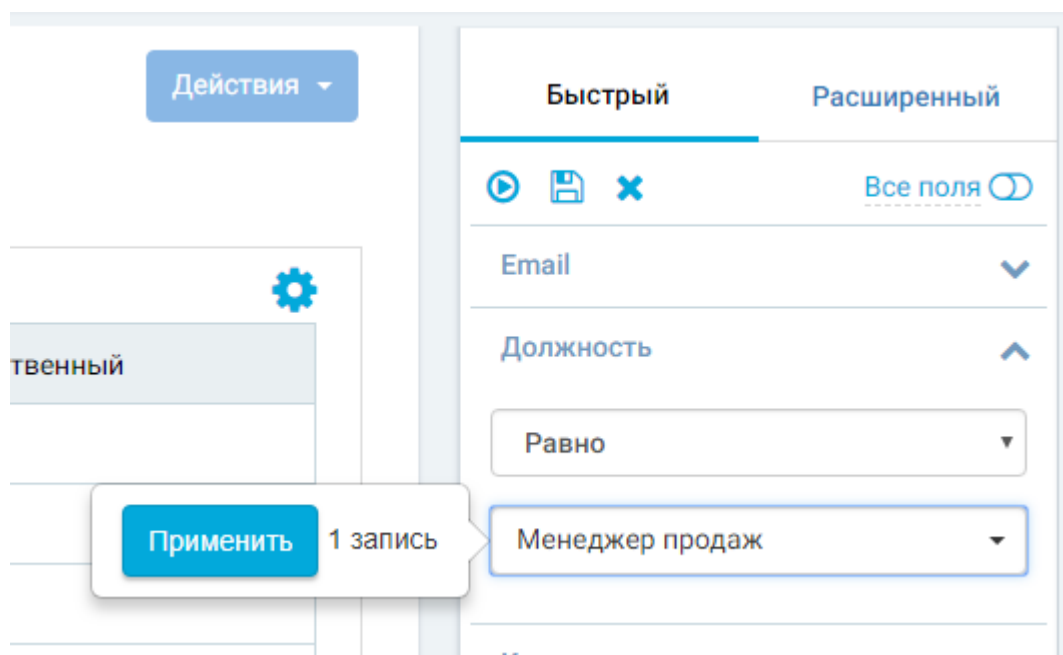 Действия
Быстрый Расширенный
Все поля
Email
Должность
твенный
Равно
Применить 1 запись
Менеджер продаж